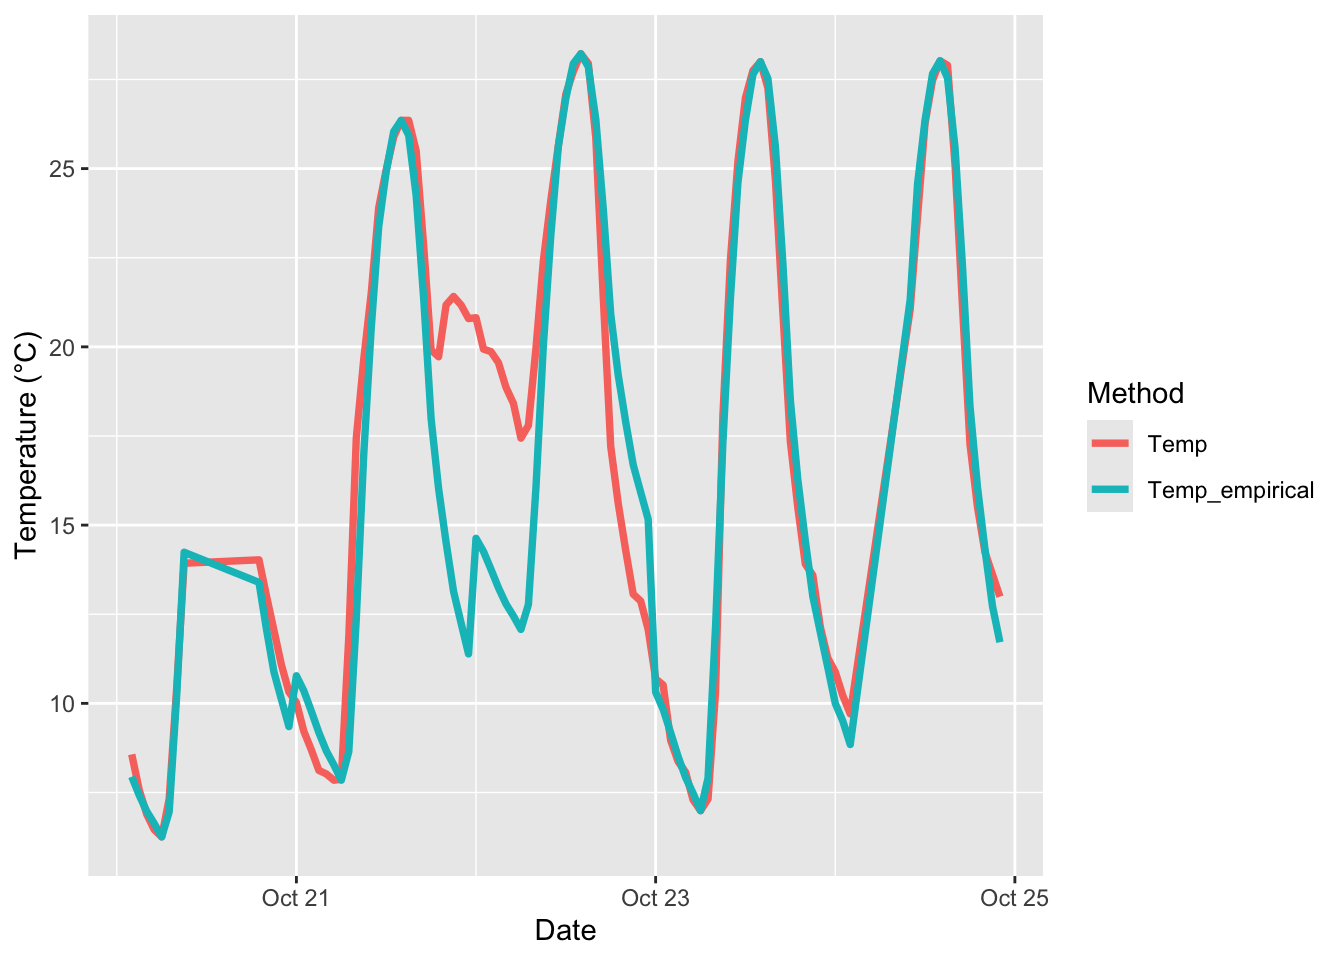 Temperature (°C)
25
20
15
10
Oct 21
Oct 23
Oct 25
Date
Method
Temp
Temp_empirical